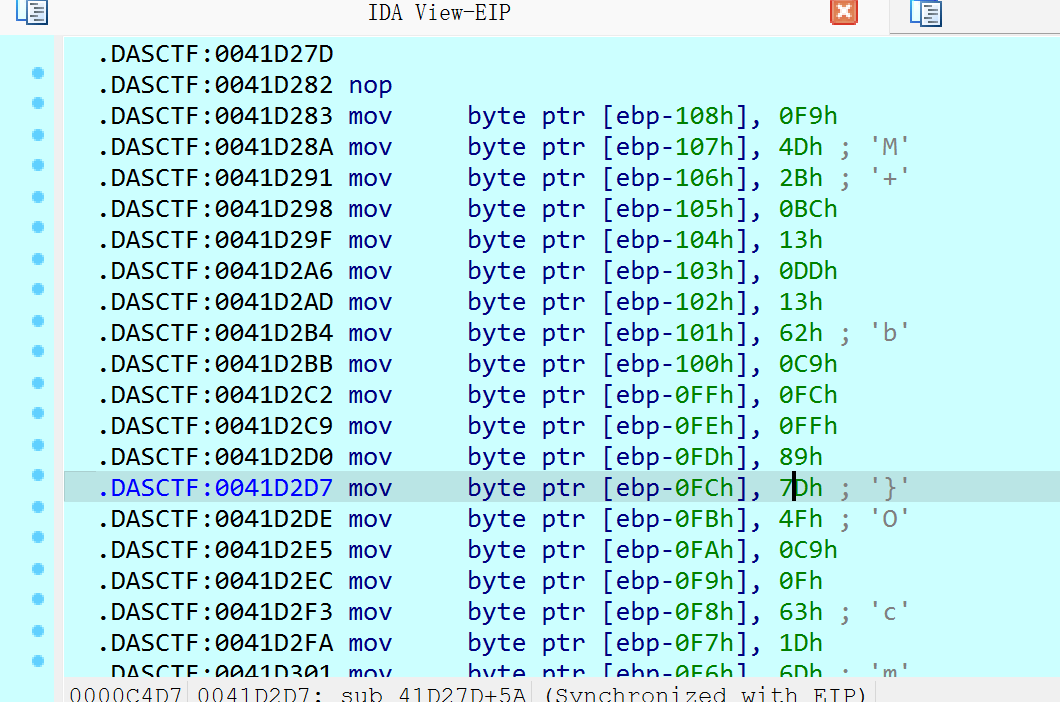 IDA View-EIP
.DASCTF:0041D27D
.DASCTF:0041D282 nop
.DASCTF:0041D283 mov     byte ptr [ebp-108h], 0F9h
.DASCTF:0041D28A mov     byte ptr [ebp-107h], 4Dh ; 'M'
.DASCTF:0041D291 mov     byte ptr [ebp-106h], 2Bh ; '+'
.DASCTF:0041D298 mov     byte ptr [ebp-105h], 0BCh
.DASCTF:0041D29F mov     byte ptr [ebp-104h], 13h
.DASCTF:0041D2A6 mov     byte ptr [ebp-103h], 0DDh
.DASCTF:0041D2AD mov     byte ptr [ebp-102h], 13h
.DASCTF:0041D2B4 mov     byte ptr [ebp-101h], 62h ; 'b'
.DASCTF:0041D2BB mov     byte ptr [ebp-100h], 0C9h
.DASCTF:0041D2C2 mov     byte ptr [ebp-0FFh], 0FCh
.DASCTF:0041D2C9 mov     byte ptr [ebp-0FEh], 0FFh
.DASCTF:0041D2D0 mov     byte ptr [ebp-0FDh], 89h
.DASCTF:0041D2D7 mov     byte ptr [ebp-0FCh], 7Dh ; '}'
.DASCTF:0041D2DE mov     byte ptr [ebp-0FBh], 4Fh ; 'O'
.DASCTF:0041D2E5 mov     byte ptr [ebp-0FAh], 0C9h
.DASCTF:0041D2EC mov     byte ptr [ebp-0F9h], 0Fh
.DASCTF:0041D2F3 mov     byte ptr [ebp-0F8h], 63h ; 'c'
.DASCTF:0041D2FA mov     byte ptr [ebp-0F7h], 1Dh
.DASCTF:0041D301 mov     byte ptr [ebp-0F6h], 6Dh ; 'm'
0000C4D7 0041D2D7: sub_41D27D+5A (Synchronized with EIP)